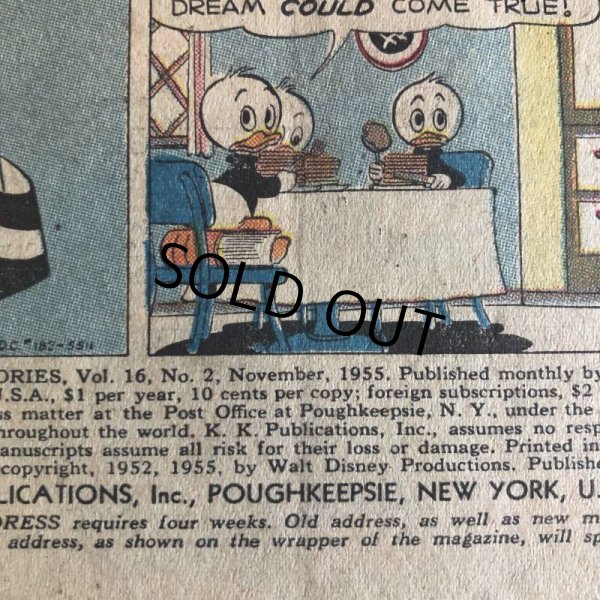 DREAM COULD COME TRUE!
SOLD OUT
D.C. #182-5511
ORIES, Vol. 16, No. 2, November, 1955. Published monthly by
U.S.A., $1 per year, 10 cents per copy; foreign subscriptions, $2
ss matter at the Post Office at Poughkeepsie, N. Y., under the
hroughout the world. K. K. Publications, Inc., assumes no resp
anuscripts assume all risk for their loss or damage. Printed in
copyright, 1952, 1955, by Walt Disney Productions. Publishe
LICATIONS, Inc., POUGHKEEPSIE, NEW YORK, U.
DRESS requires four weeks. Old address, as well as new m
address, as shown on the wrapper of the magazine, will sp